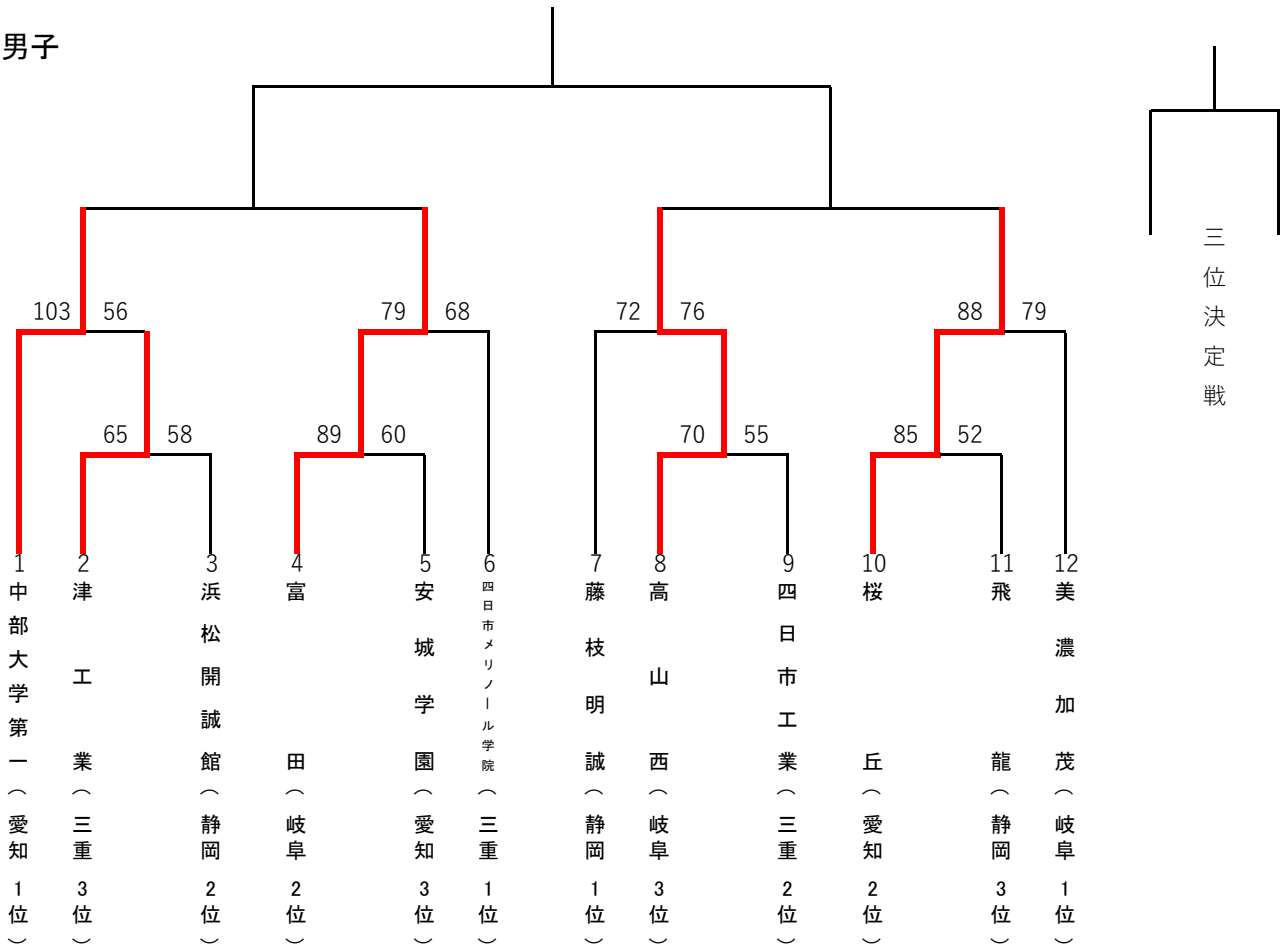 男子
三位決定戦
103 56
79 68
72 76
88 79
65 58
89 60
70 55
85 52
1 中部大学第一(愛知1位)
2 津工業(三重3位)
3 浜松開誠館(静岡2位)
4 富田(岐阜2位)
5 安城学園(愛知3位)
6 四日市メリノール学院(三重1位)
7 藤枝明誠(静岡1位)
8 高山西(岐阜3位)
9 四日市工業(三重2位)
10 桜丘(愛知2位)
11 飛龍(静岡3位)
12 美濃加茂(岐阜1位)